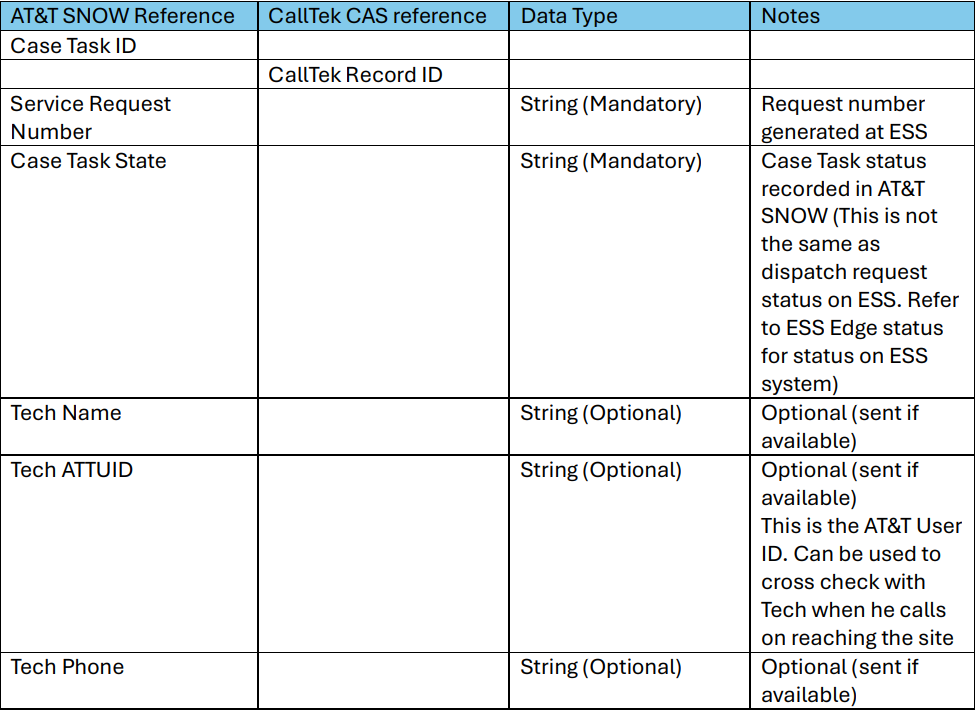 AT&T SNOW Reference CallTek CAS reference Data Type Notes
Case Task ID
CallTek Record ID
Service Request String (Mandatory) Request number
Number generated at ESS
Case Task State String (Mandatory) Case Task status
recorded in AT&T
SNOW (This is not
the same as
dispatch request
status on ESS. Refer
to ESS Edge status
for status on ESS
system)
Tech Name String (Optional) Optional (sent if
available)
Tech ATTUID String (Optional) Optional (sent if
available)
This is the AT&T User
ID. Can be used to
cross check with
Tech when he calls
on reaching the site
Tech Phone String (Optional) Optional (sent if
available)